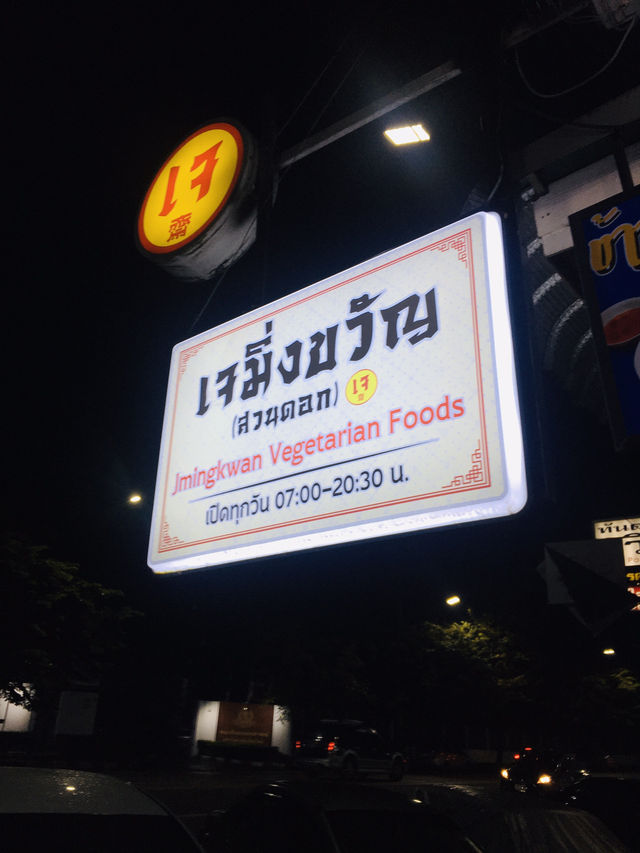 เจ
齋
เจมิ่งขวัญ
(สวนดอก) เจ
Jmingkwan Vegetarian Foods
เปิดทุกวัน 07:00-20:30 น.